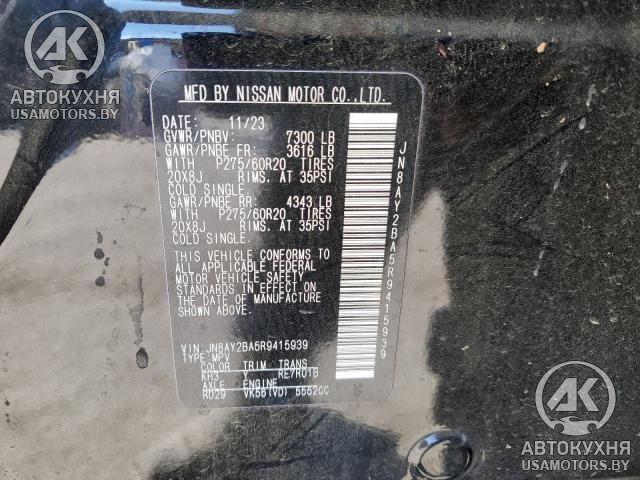 АК
АВТОКУХНЯ
USAMOTORS.BY
MFD BY NISSAN MOTOR CO.,LTD.
DATE: 11/23
GVWR/PNBV: 7300 LB
GAWR/PNBE FR: 3616 LB
WITH P275/60R20 TIRES
20X8J RIMS, AT 35PSI
COLD SINGLE.
GAWR/PNBE RR: 4343 LB
WITH P275/60R20 TIRES
20X8J RIMS, AT 35PSI
COLD SINGLE.
THIS VEHICLE CONFORMS TO
ALL APPLICABLE FEDERAL
MOTOR VEHICLE SAFETY
STANDARDS IN EFFECT ON
THE DATE OF MANUFACTURE
SHOWN ABOVE.
VIN: JN8AY2BA5R9415939
TYPE: MPV
COLOR TRIM TRANS
KH3 Y RE7R01B
AXLE ENGINE
RD29 VK56(VD) 5552CC
JN8AY2BA5R9415939
АК
АВТОКУХНЯ
USAMOTORS.BY